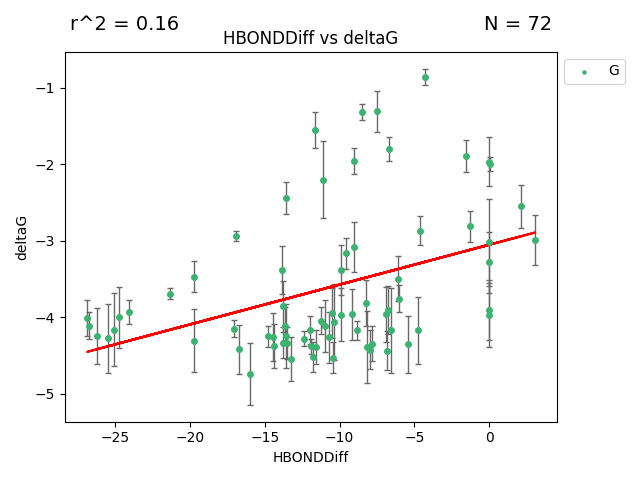 r^2 = 0.16
N = 72
HBONDDiff vs deltaG
G
−1
−2
−3
−4
−5
deltaG
−25
−20
−15
−10
−5
0
HBONDDiff